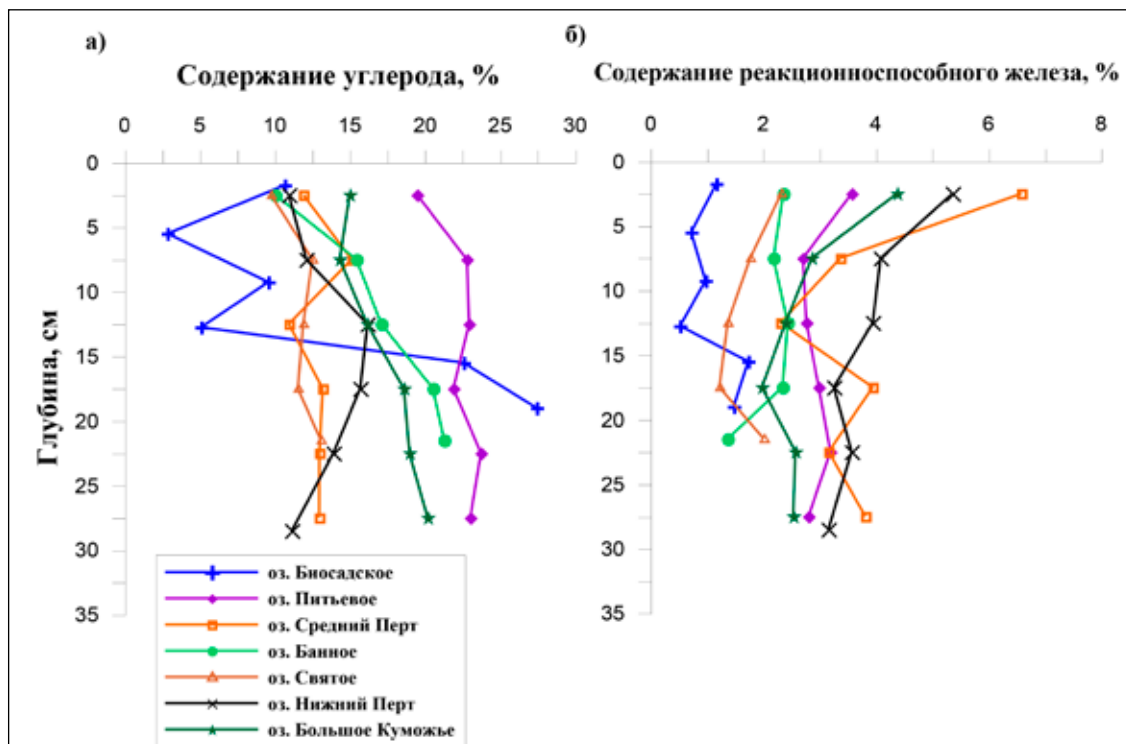 а)
Содержание углерода, %
0 5 10 15 20 25 30
0
5
10
15
20
25
30
35
Глубина, см
оз. Биосадское
оз. Питьевое
оз. Средний Перт
оз. Банное
оз. Святое
оз. Нижний Перт
оз. Большое Куможье
б)
Содержание реакционноспособного железа, %
0 2 4 6 8
0
5
10
15
20
25
30
35